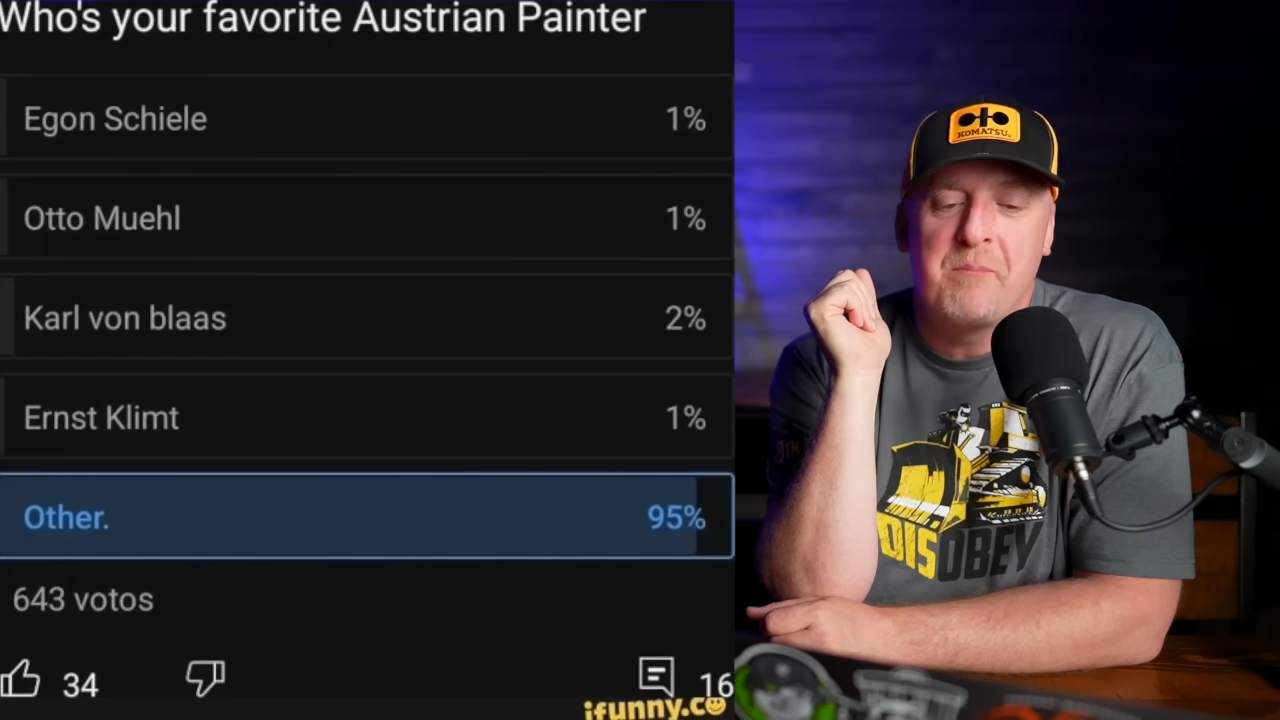 Who's your favorite Austrian Painter
Egon Schiele 1%
Otto Muehl 1%
Karl von blaas 2%
Ernst Klimt 1%
Other. 95%
643 votos
34 16
ifunny.co
KOMATSU
DISOBEY